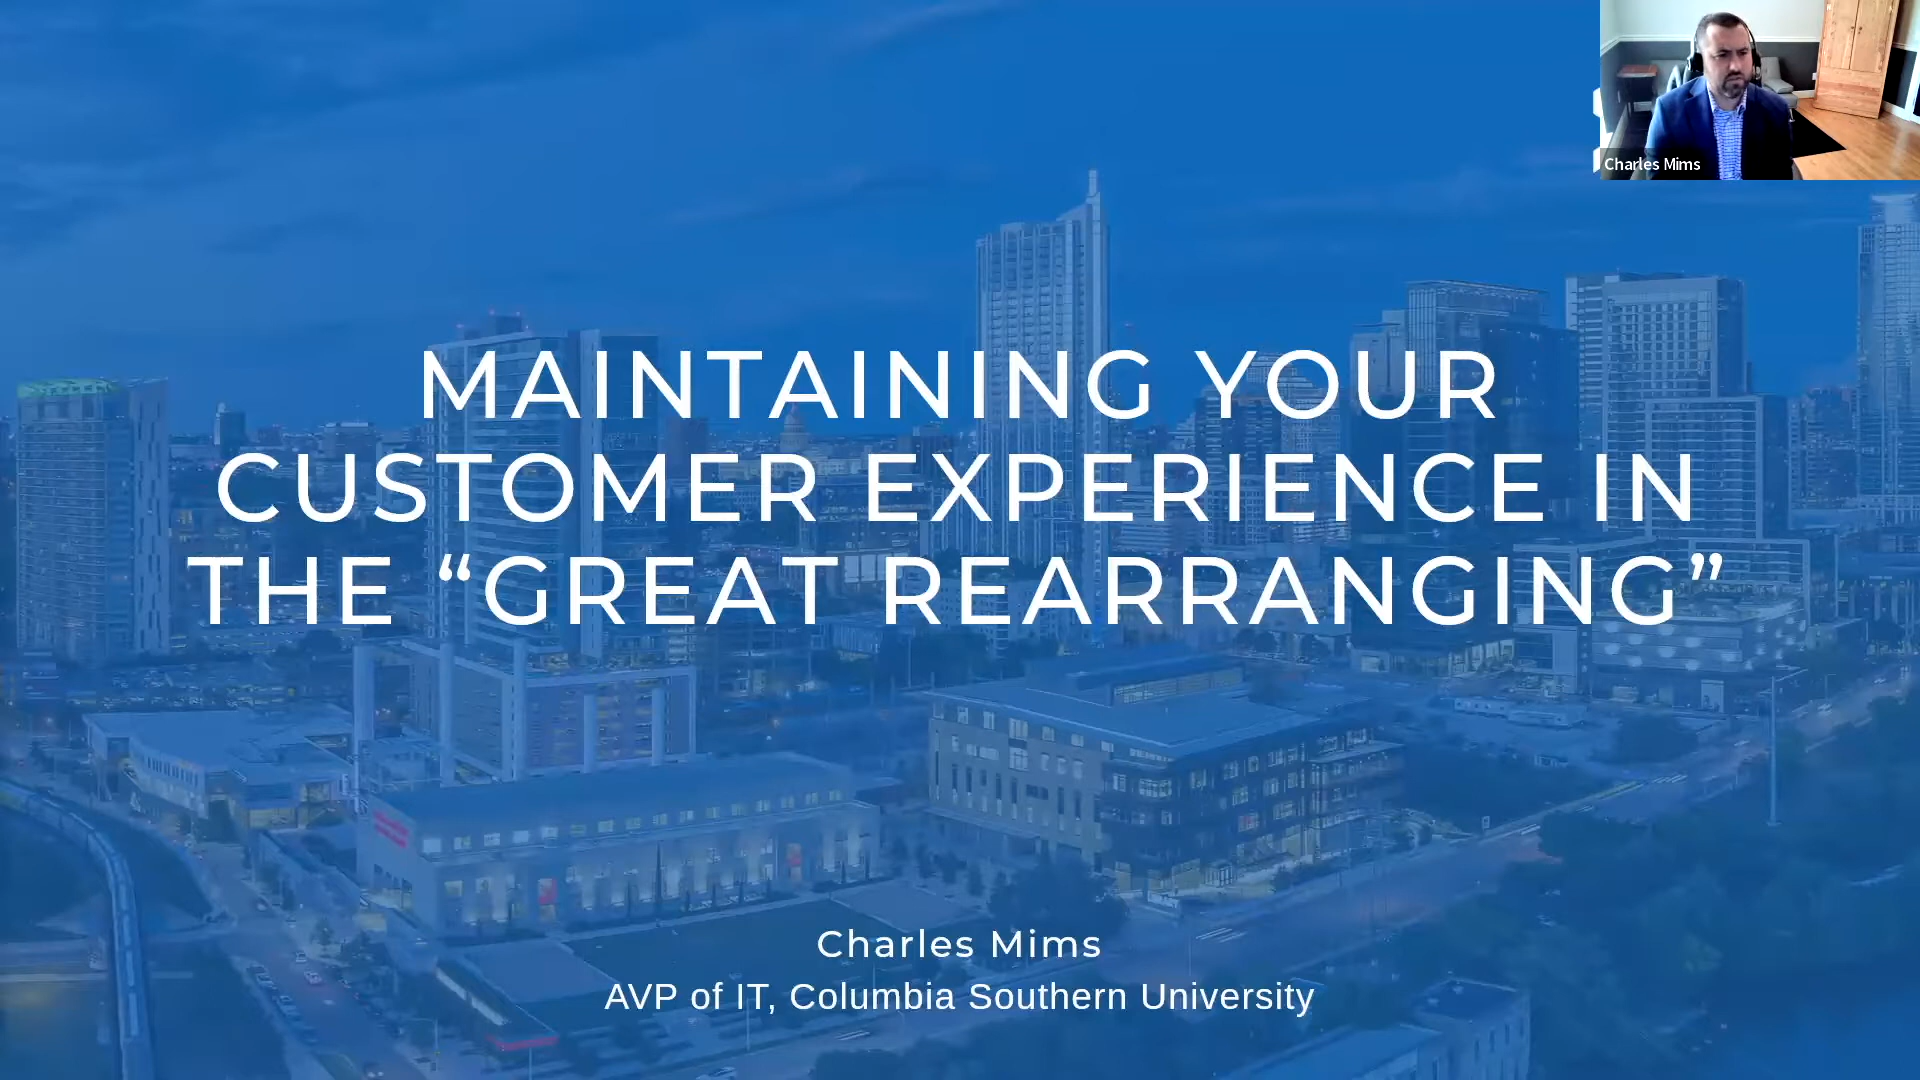 Charles Mims
MAINTAINING YOUR
CUSTOMER EXPERIENCE IN
THE “GREAT REARRANGING”
Charles Mims
AVP of IT, Columbia Southern University